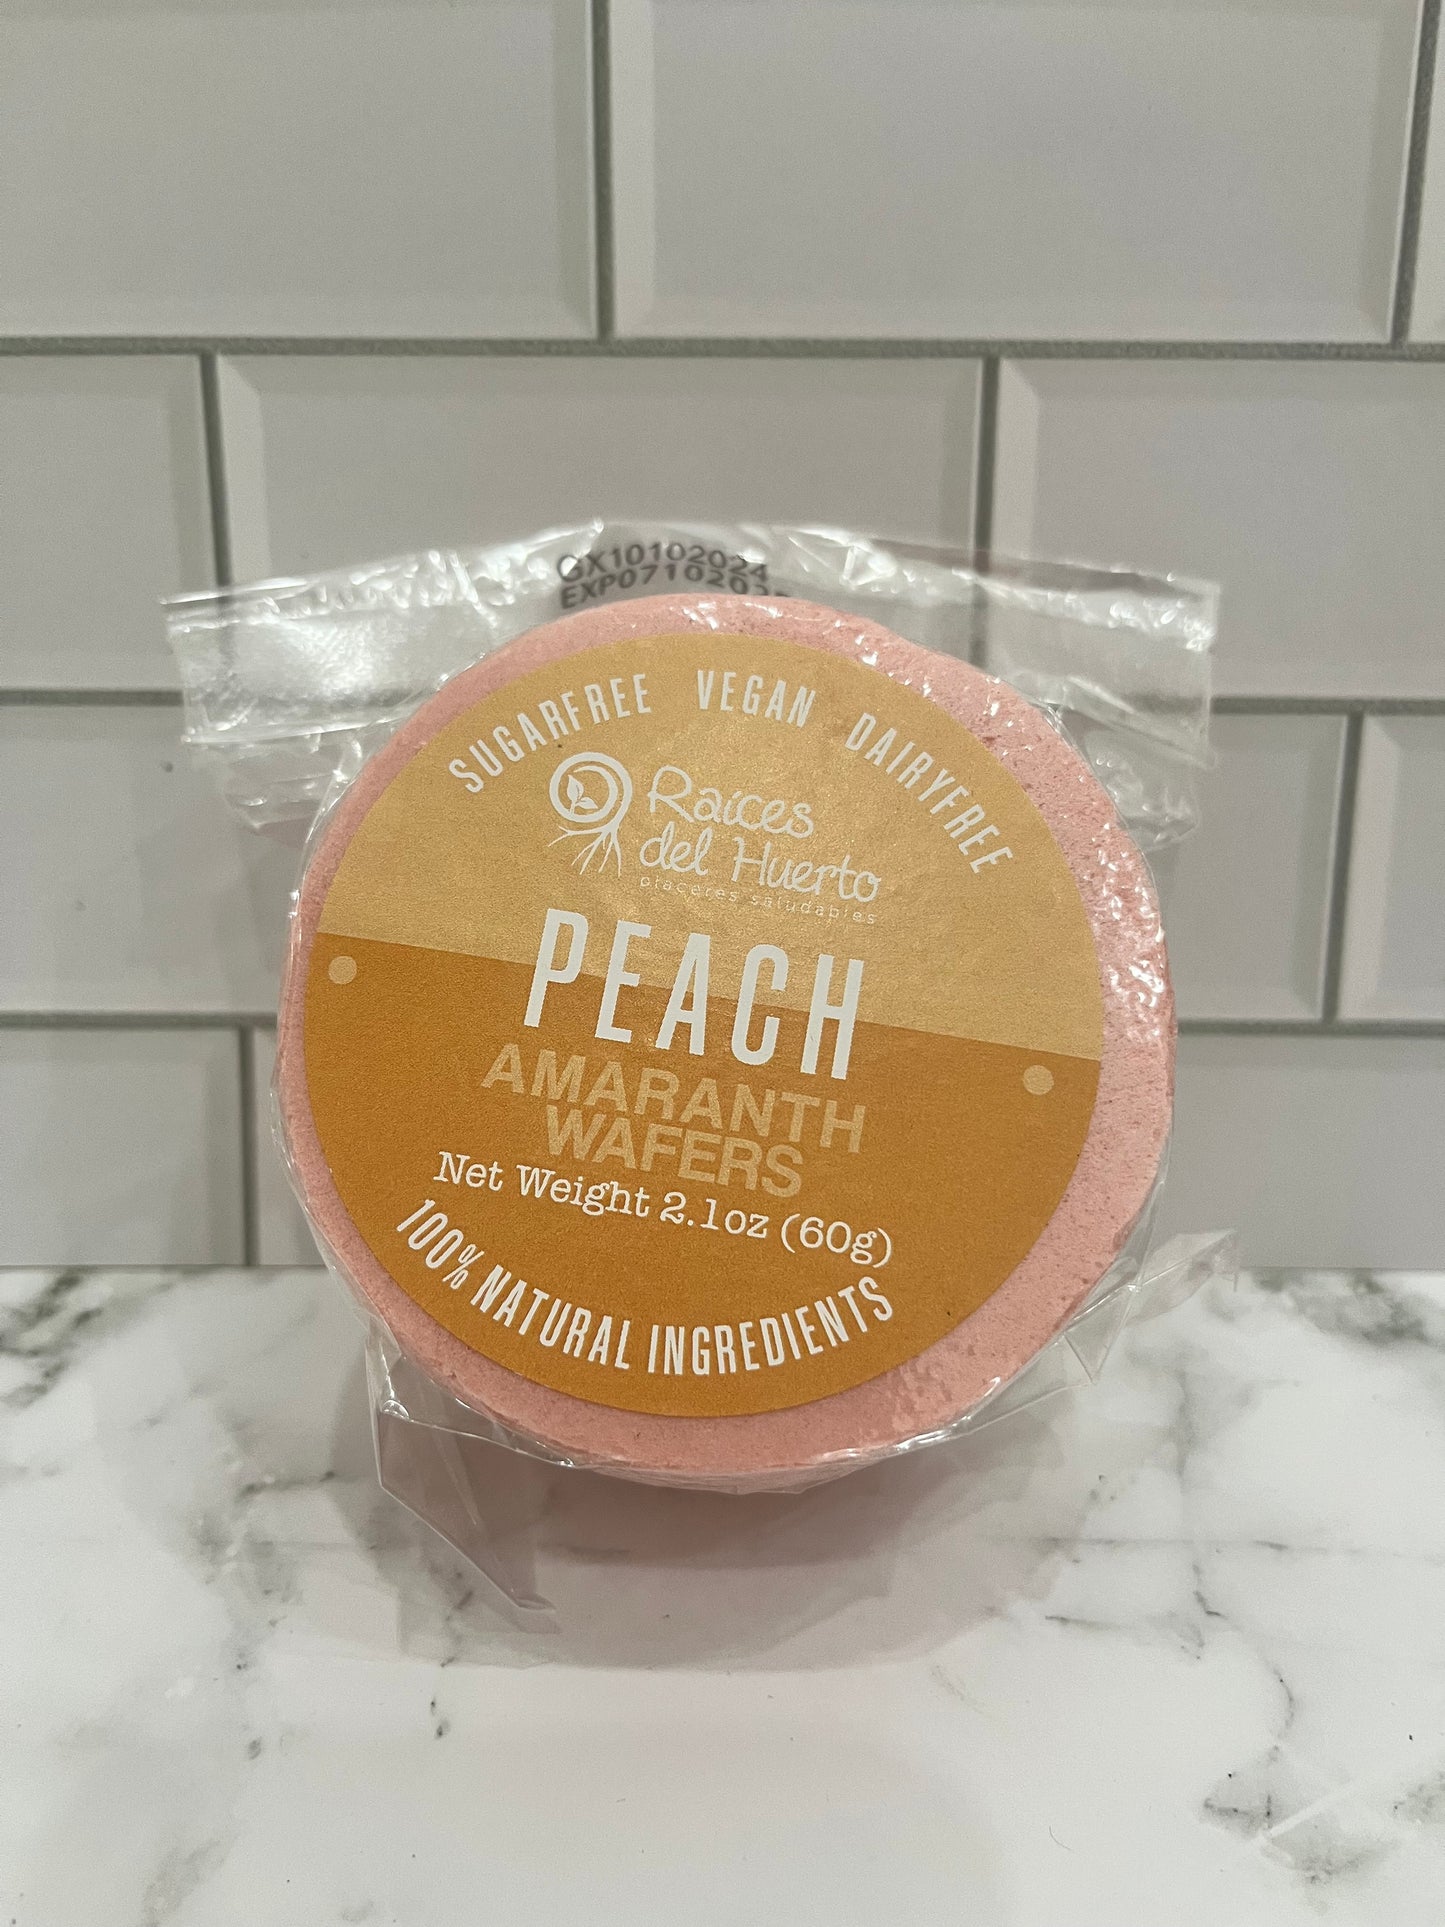 GX10102024
SUGARFREE VEGAN DAIRYFREE
Raíces
del Huerto
placeres saludables
PEACH
AMARANTH
WAFERS
Net Weight 2.1oz (60g)
100% NATURAL INGREDIENTS